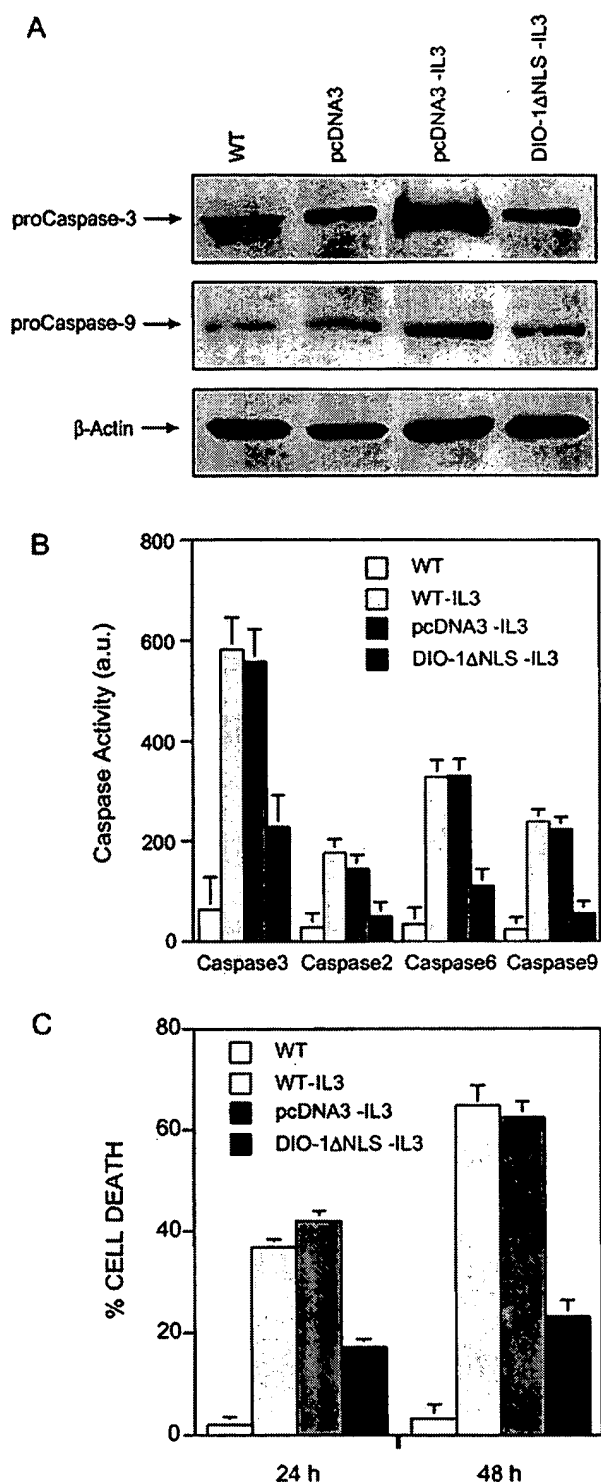 A
WT
pcDNA3
pcDNA3 -IL3
DIO-1ΔNLS -IL3
proCaspase-3
proCaspase-9
β-Actin
B
Caspase Activity (a.u.)
800
600
400
200
0
WT
WT-IL3
pcDNA3 -IL3
DIO-1ΔNLS -IL3
Caspase3
Caspase2
Caspase6
Caspase9
C
% CELL DEATH
80
60
40
20
0
WT
WT-IL3
pcDNA3 -IL3
DIO-1ΔNLS -IL3
24 h
48 h